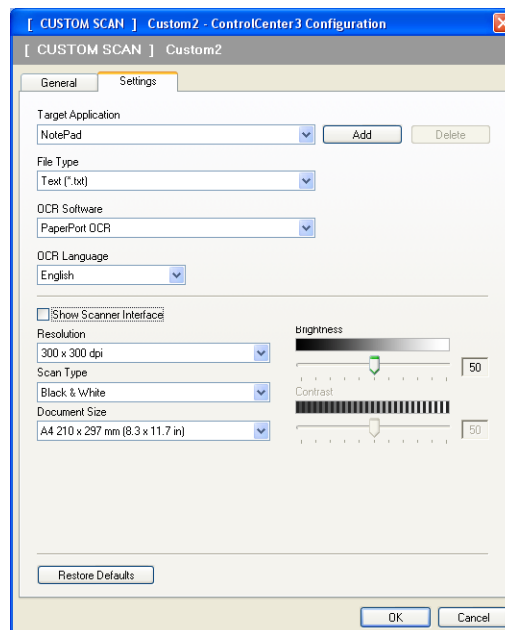 [ CUSTOM SCAN ] Custom2 - ControlCenter3 Configuration
[ CUSTOM SCAN ] Custom2
General Settings
Target Application
NotePad Add Delete
File Type
Text (*.txt)
OCR Software
PaperPort OCR
OCR Language
English
Show Scanner Interface
Resolution Brightness
300 x 300 dpi
Scan Type 50
Black & White Contrast
Document Size
A4 210 x 297 mm (8.3 x 11.7 in) 50
Restore Defaults
OK Cancel